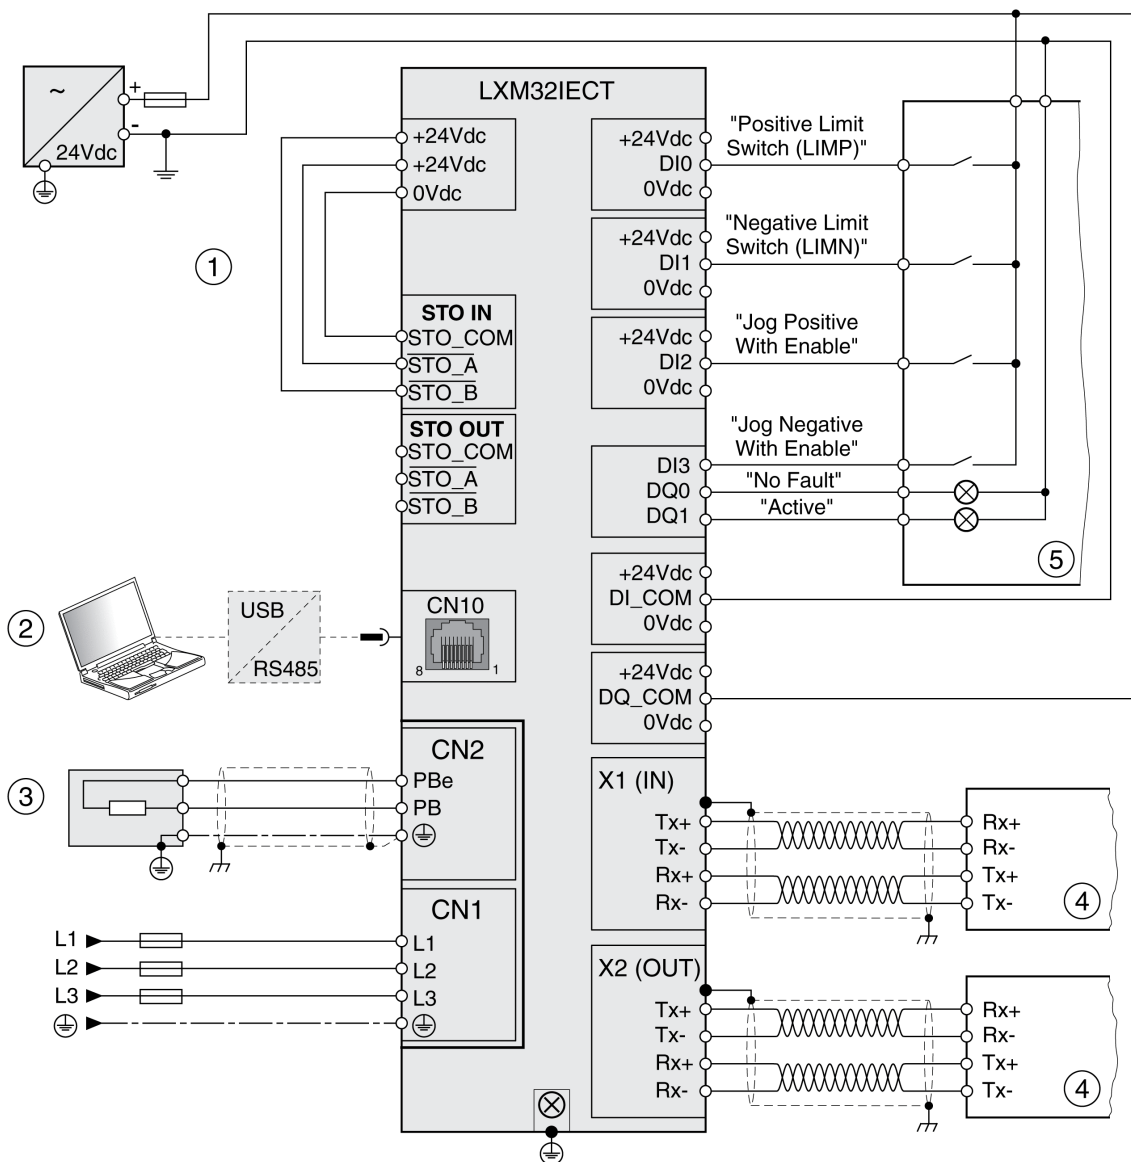 ~
+
-
24Vdc
LXM32IECT
+24Vdc
+24Vdc
0Vdc
1
STO IN
STO_COM
STO_A
STO_B
STO OUT
STO_COM
STO_A
STO_B
2
USB
RS485
CN10
8
1
3
CN2
PBe
PB
CN1
L1
L2
L3
L1
L2
L3
+24Vdc
DI0
0Vdc
"Positive Limit
Switch (LIMP)"
+24Vdc
DI1
0Vdc
"Negative Limit
Switch (LIMN)"
+24Vdc
DI2
0Vdc
"Jog Positive
With Enable"
DI3
DQ0
DQ1
"Jog Negative
With Enable"
"No Fault"
"Active"
5
+24Vdc
DI_COM
0Vdc
+24Vdc
DQ_COM
0Vdc
X1 (IN)
Tx+
Tx-
Rx+
Rx-
Rx+
Rx-
Tx+
Tx-
4
X2 (OUT)
Tx+
Tx-
Rx+
Rx-
Rx+
Rx-
Tx+
Tx-
4